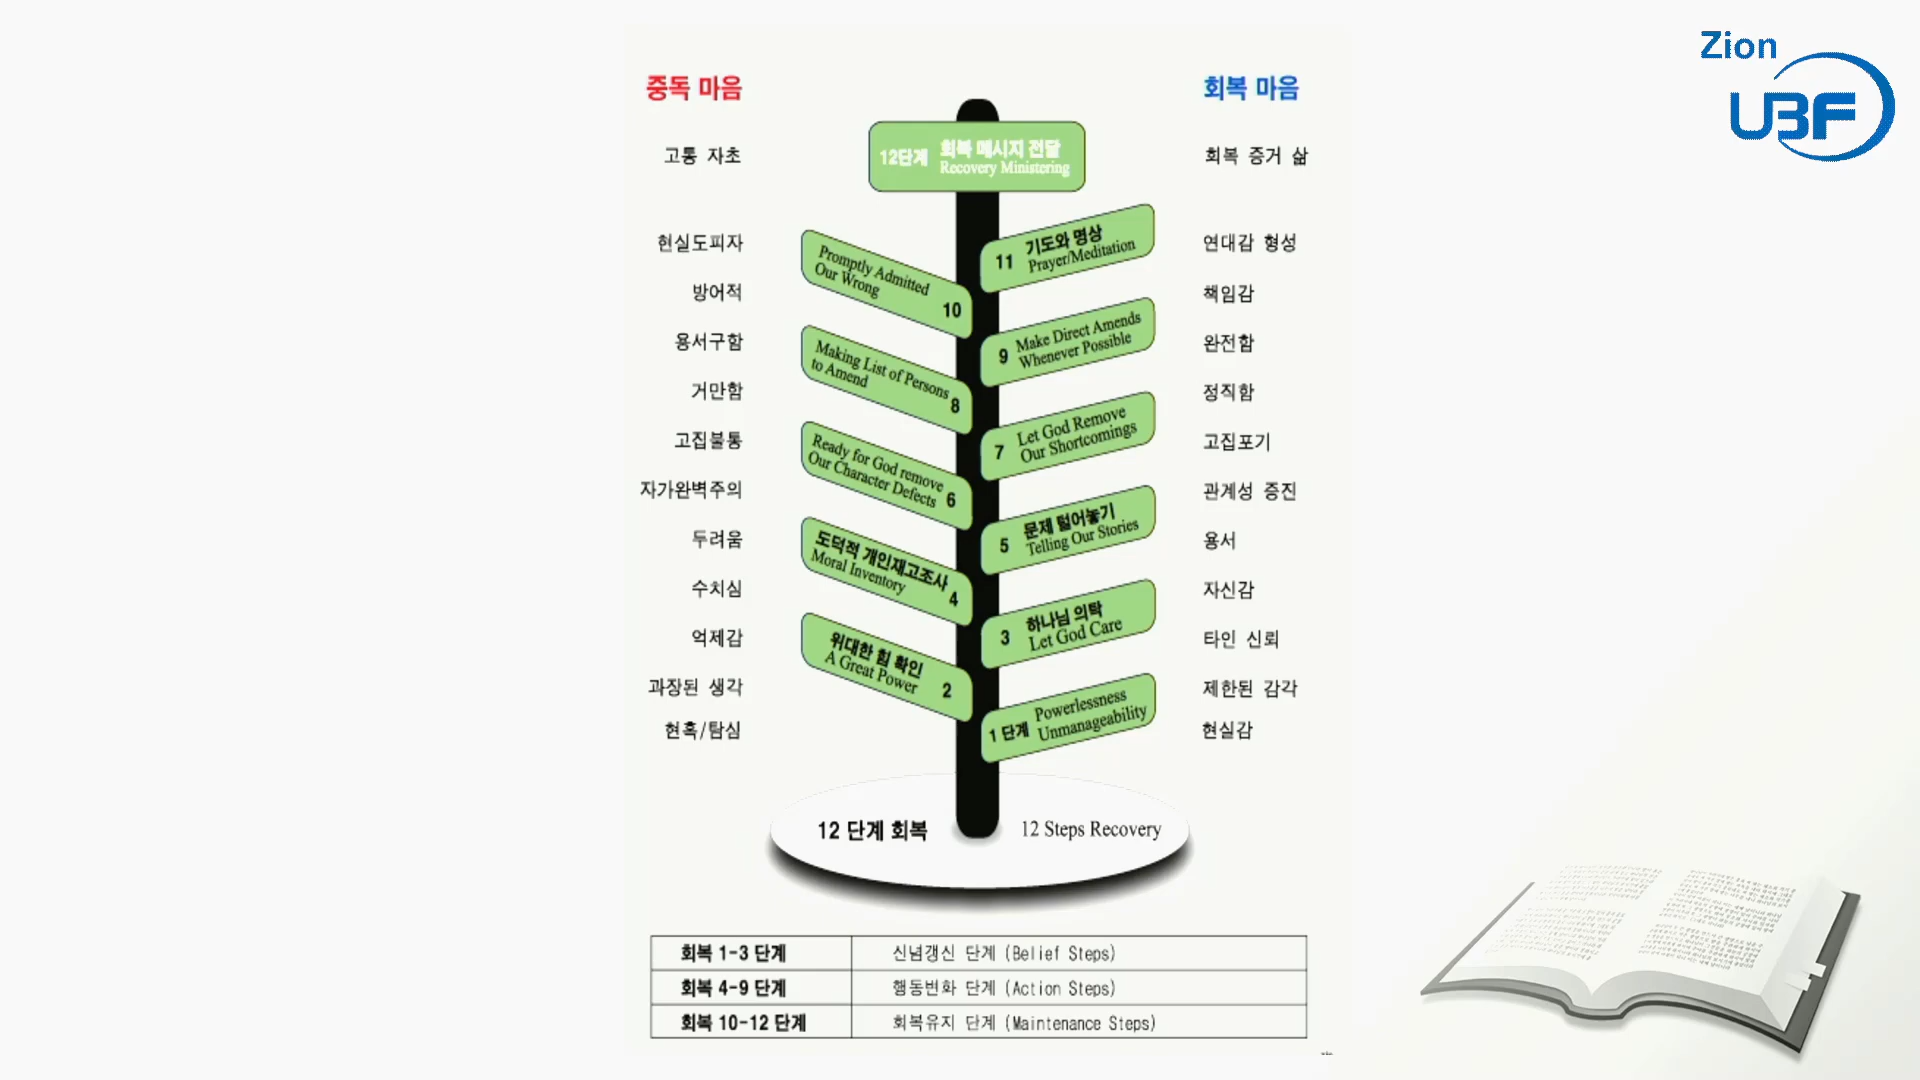 Zion
UBF
중독 마음
회복 마음
고통 자초
12단계 회복 메시지 전달
Recovery Ministering
회복 증거 삶
현실도피자
Promptly Admitted
Our Wrong
10
11 기도와 명상
Prayer/Meditation
연대감 형성
방어적
책임감
용서구함
Making List of Persons
to Amend
8
9 Make Direct Amends
Whenever Possible
완전함
거만함
정직함
고집불통
Ready for God remove
Our Character Defects 6
7 Let God Remove
Our Shortcomings
고집포기
자가완벽주의
관계성 증진
두려움
도덕적 개인재고조사
Moral Inventory
4
5 문제 털어놓기
Telling Our Stories
용서
수치심
자신감
억제감
위대한 힘 확인
A Great Power
2
3 하나님 의탁
Let God Care
타인 신뢰
과장된 생각
제한된 감각
현혹/탐심
1 단계 Powerlessness
Unmanageability
현실감
12 단계 회복
12 Steps Recovery
회복 1-3 단계 신념갱신 단계 (Belief Steps)
회복 4-9 단계 행동변화 단계 (Action Steps)
회복 10-12 단계 회복유지 단계 (Maintenance Steps)